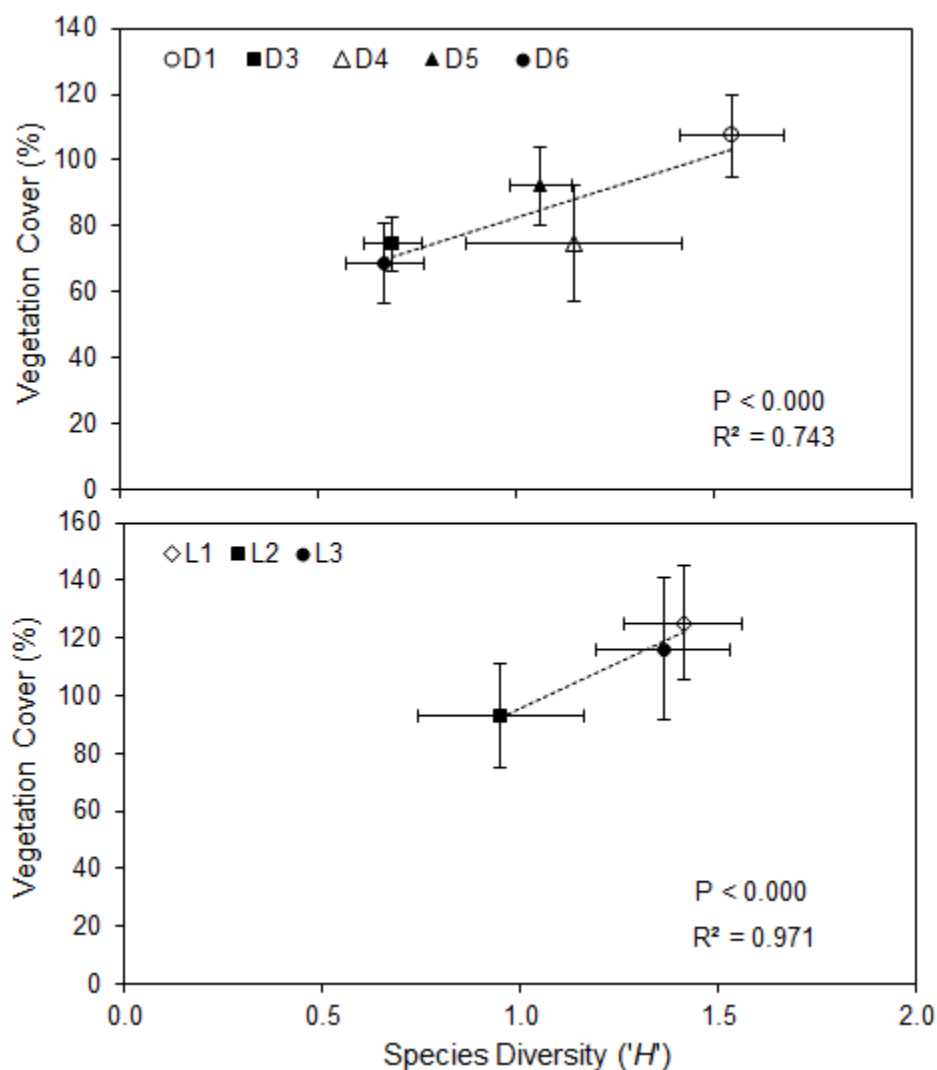 140
120
100
80
60
40
20
0
Vegetation Cover (%)
D1 D3 D4 D5 D6
P < 0.000
R² = 0.743
160
140
120
100
80
60
40
20
0
Vegetation Cover (%)
L1 L2 L3
P < 0.000
R² = 0.971
0.0 0.5 1.0 1.5 2.0
Species Diversity ('H')